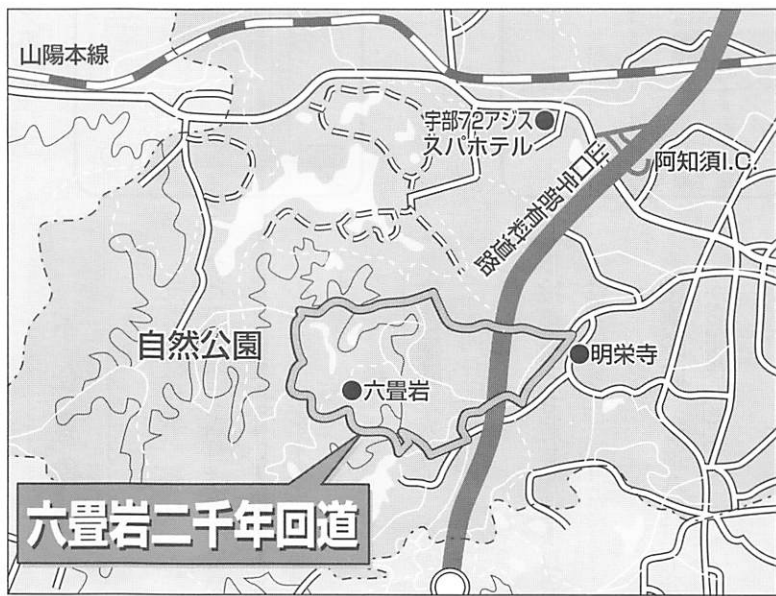 山陽本線
宇部72アジス
スパホテル
阿知須I.C.
山口宇部有料道路
自然公園
明栄寺
六畳岩
六畳岩二千年回道